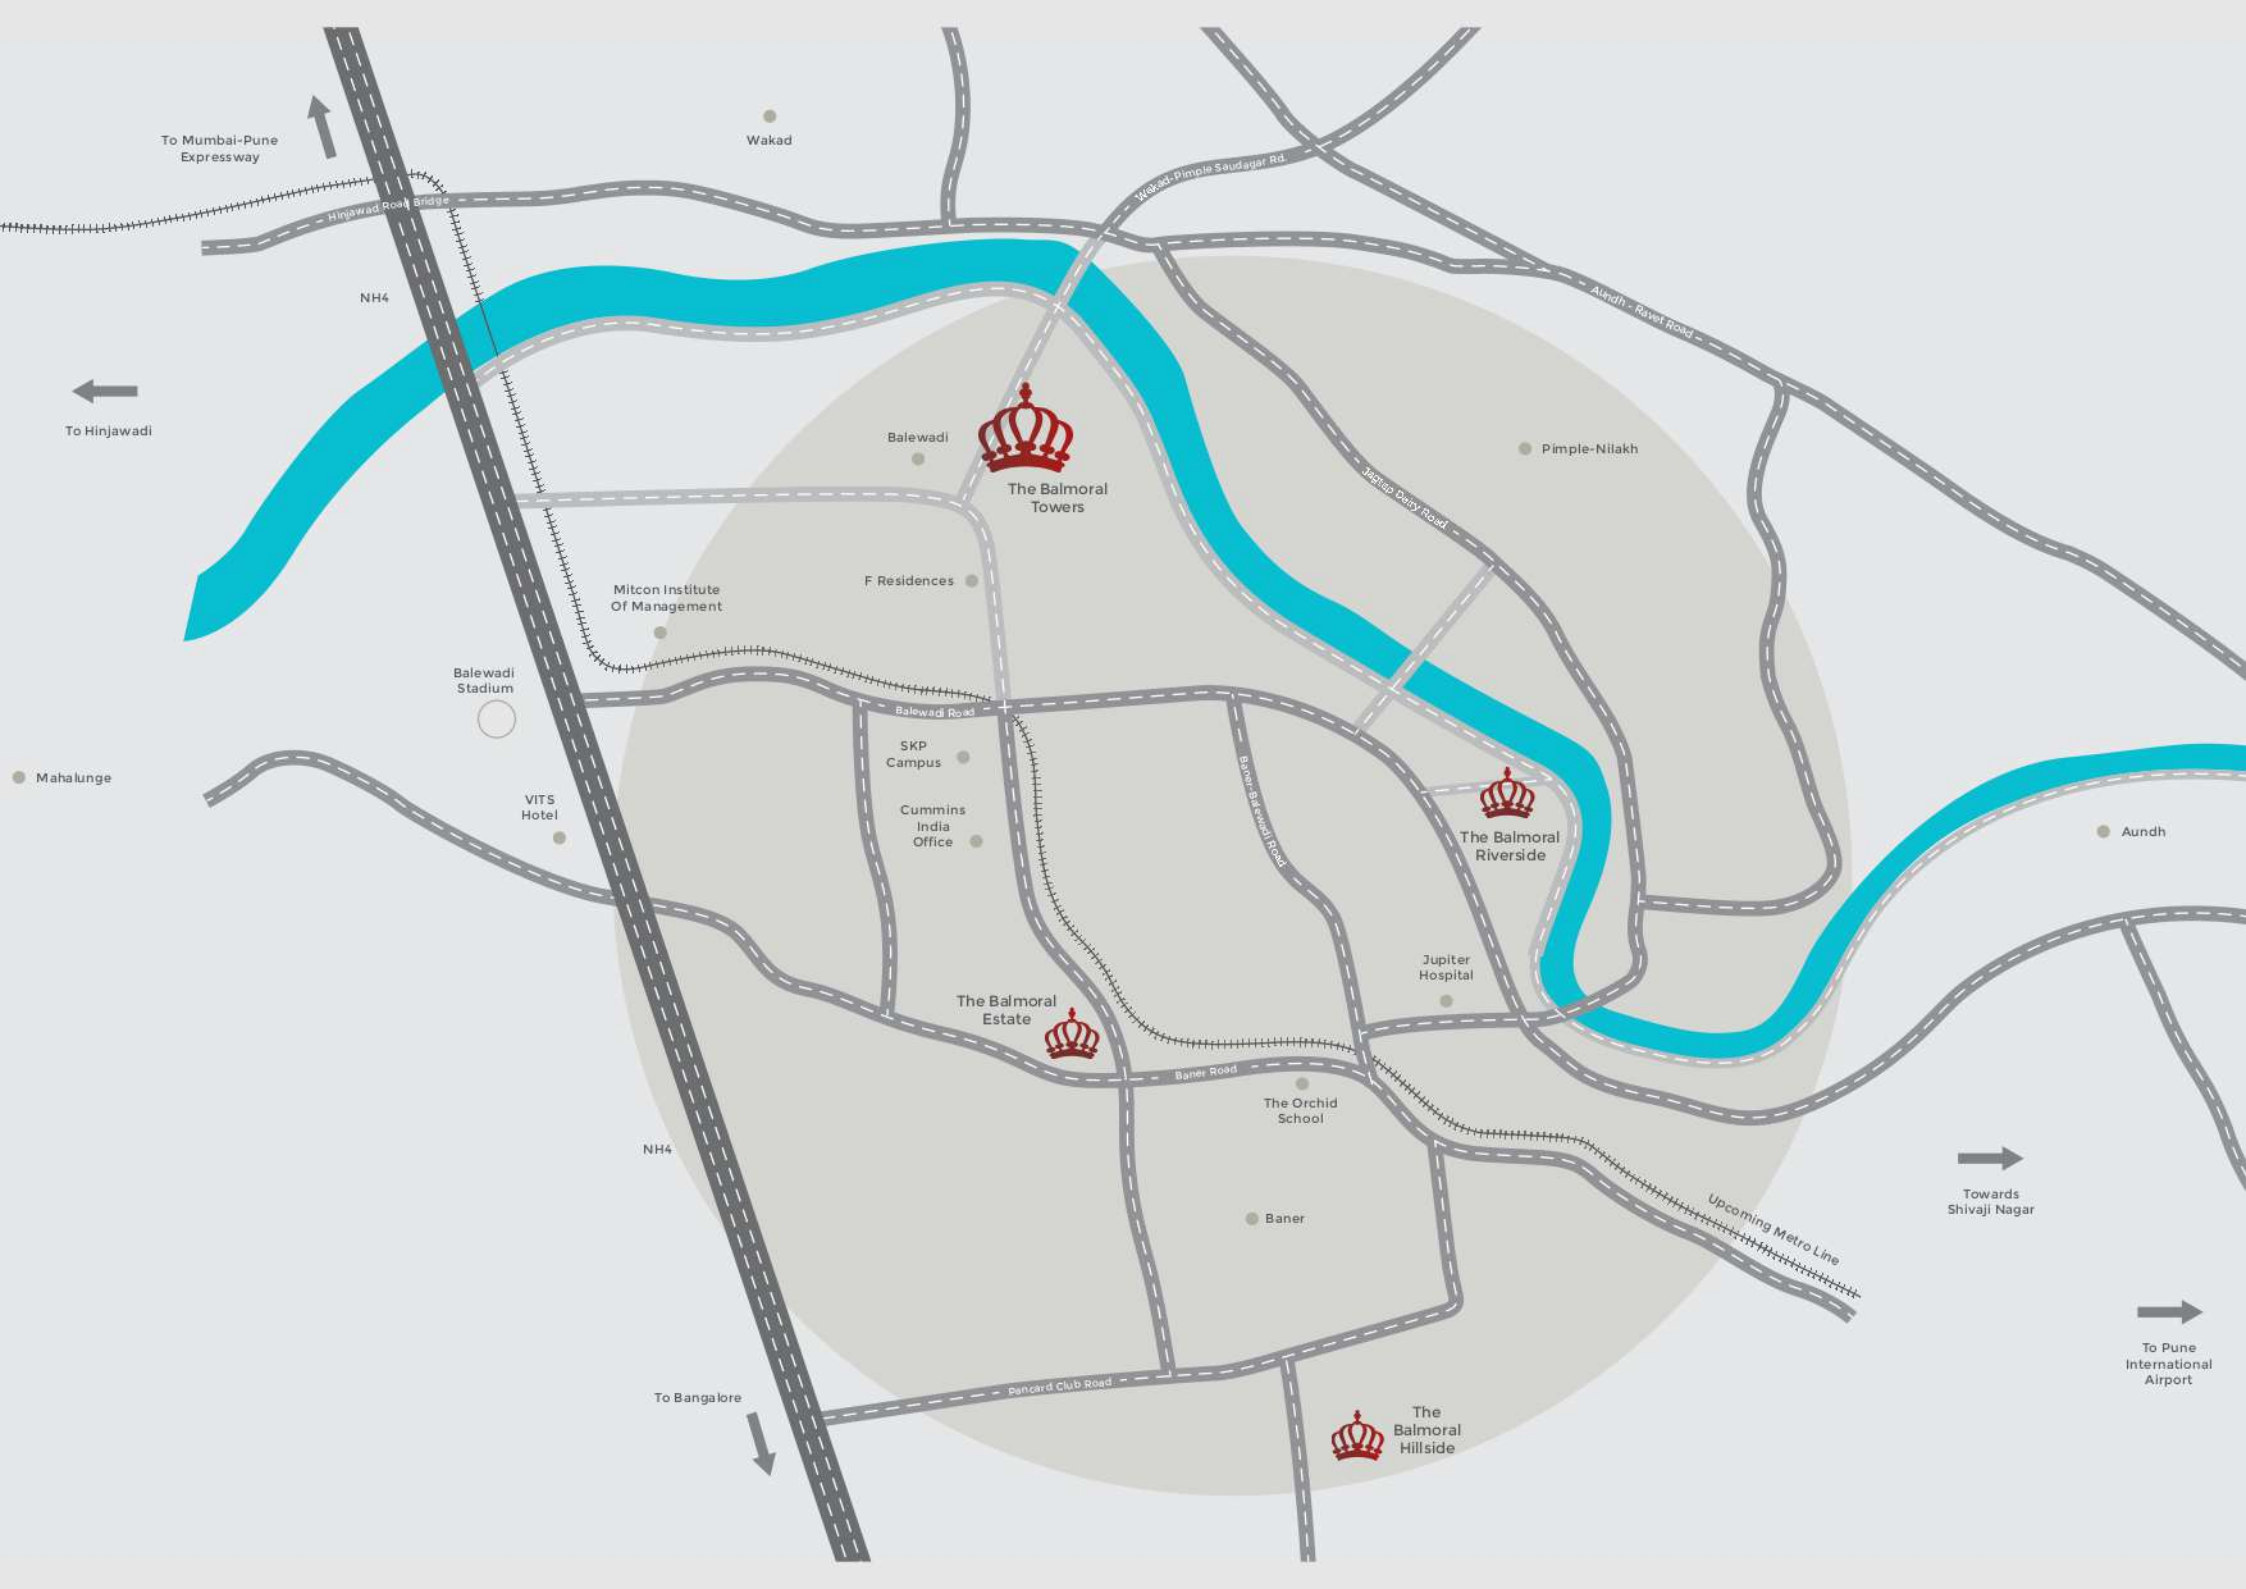 To Mumbai-Pune
Expressway
Wakad
Wakad-Pimple Saudagar Rd.
Hinjawad Road Bridge
NH4
Aundh - Ravet Road
To Hinjawadi
Balewadi
Pimple-Nilakh
The Balmoral
Towers
Jagtap Dairy Road
F Residences
Mitcon Institute
Of Management
Balewadi
Stadium
Balewadi Road
SKP
Campus
Mahalunge
VITS
Hotel
Cummins
India
Office
Baner-Balewadi Road
The Balmoral
Riverside
Aundh
Jupiter
Hospital
The Balmoral
Estate
Baner Road
The Orchid
School
NH4
Towards
Shivaji Nagar
Upcoming Metro Line
Baner
To Pune
International
Airport
To Bangalore
Pancard Club Road
The
Balmoral
Hillside